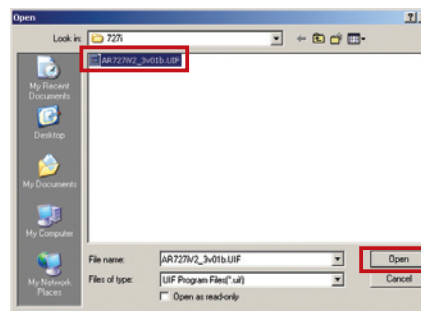 Open
Look in: 727i
AR727iV2_3v01b.UIF
My Recent
Documents
Desktop
My Documents
My Computer
My Network
Places
File name: AR727iV2_3v01b.UIF Open
Files of type: UIF Program Files(*.uif) Cancel
Open as read-only